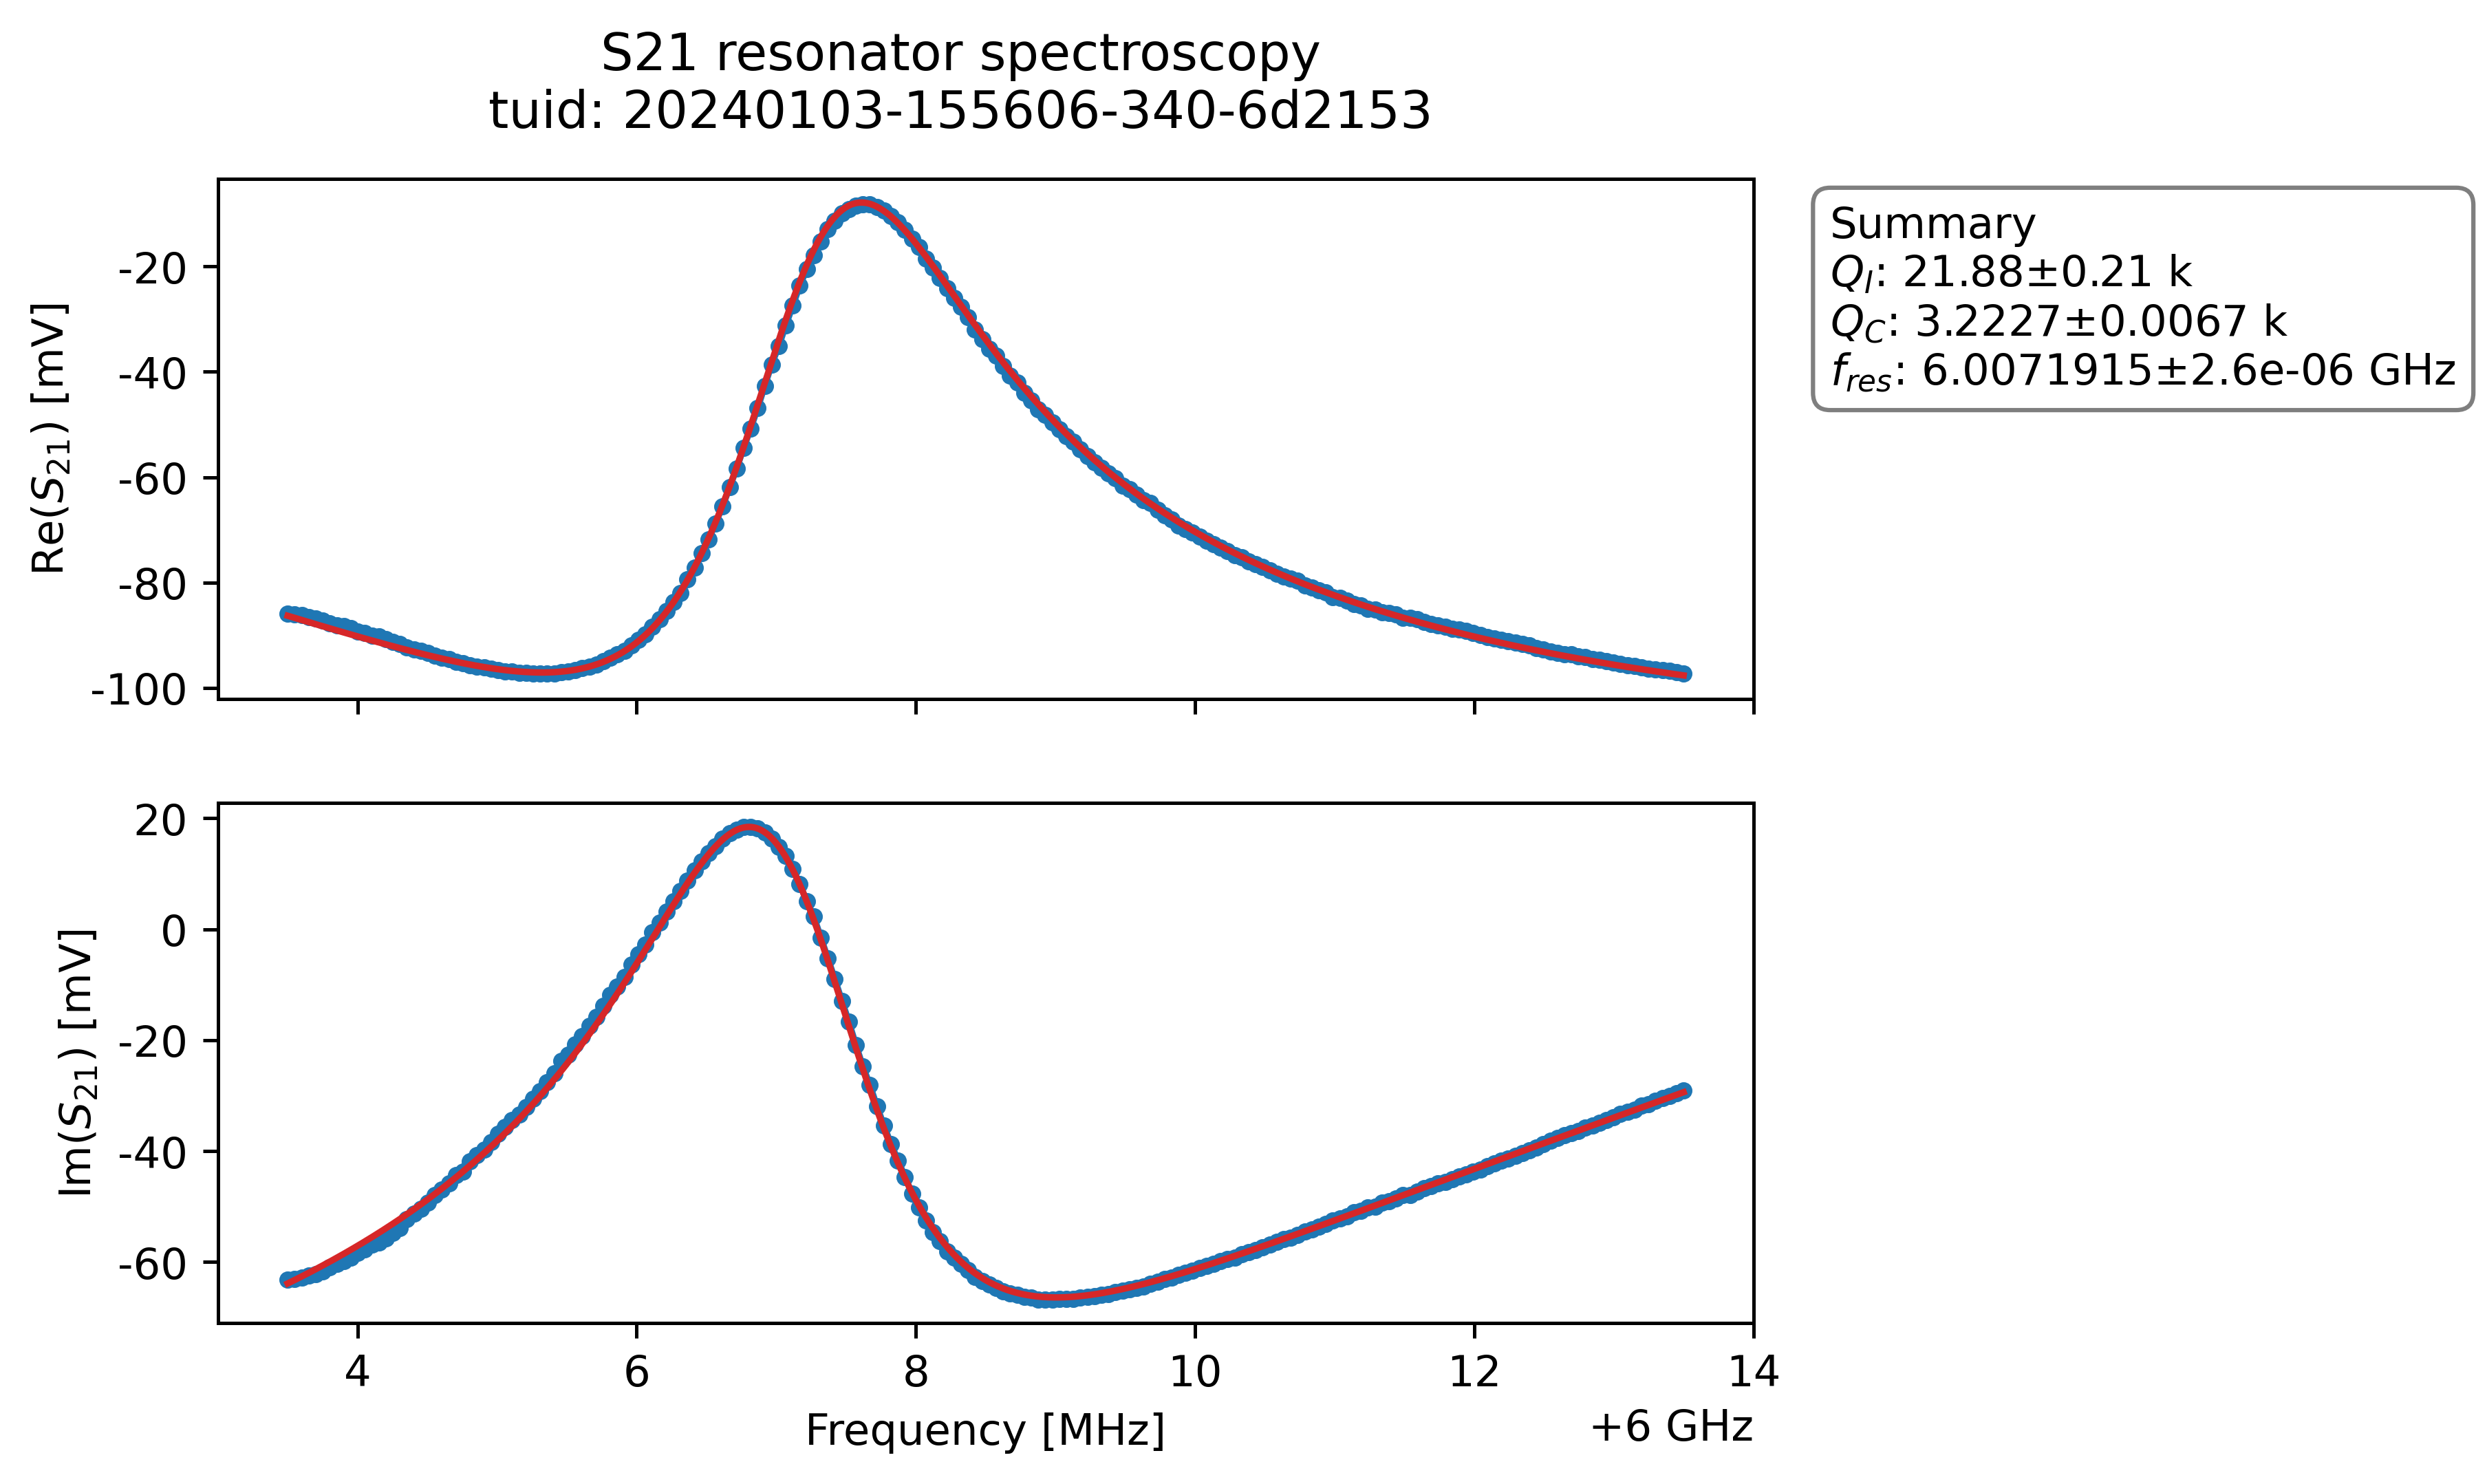 S21 resonator spectroscopy
tuid: 20240103-155606-340-6d2153
Summary
Q_I: 21.88±0.21 k
Q_C: 3.2227±0.0067 k
f_res: 6.0071915±2.6e-06 GHz
Re(S_21) [mV]
-20
-40
-60
-80
-100
Im(S_21) [mV]
20
0
-20
-40
-60
4 6 8 10 12 14
Frequency [MHz]
+6 GHz